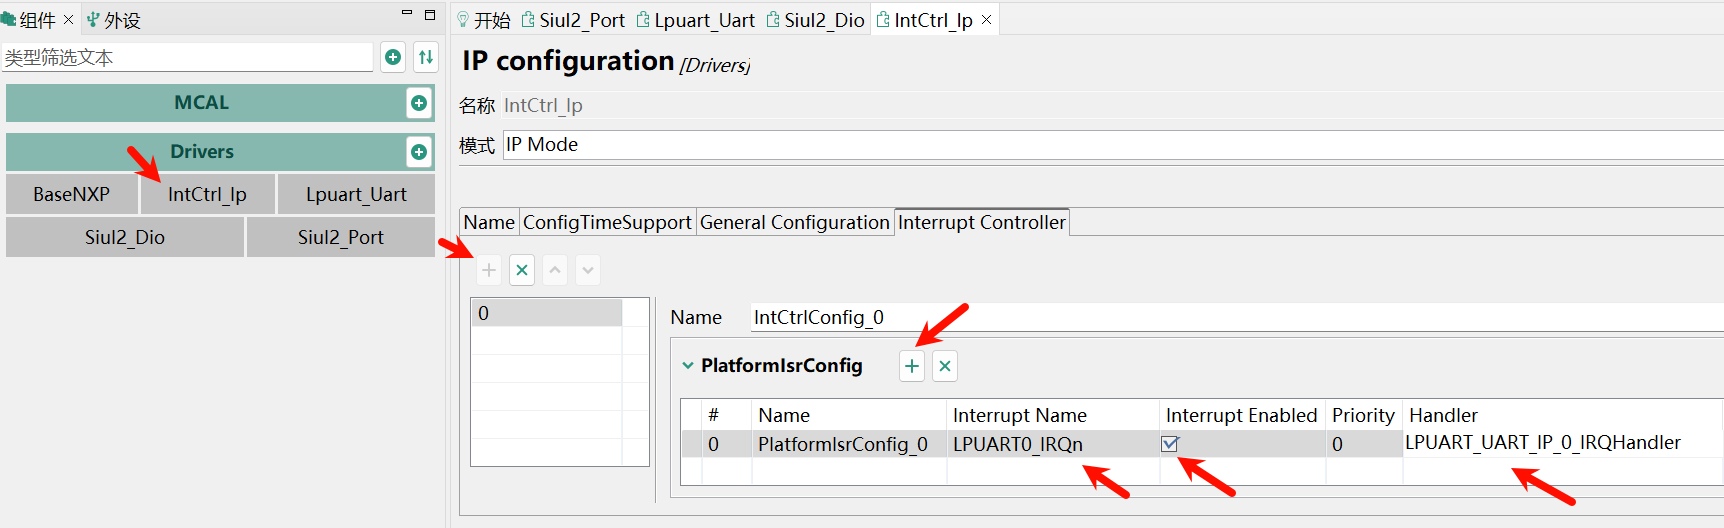 组件 外设
类型筛选文本
MCAL
Drivers
BaseNXP IntCtrl_Ip Lpuart_Uart
Siul2_Dio Siul2_Port
开始 Siul2_Port Lpuart_Uart Siul2_Dio IntCtrl_Ip
IP configuration [Drivers]
名称 IntCtrl_Ip
模式 IP Mode
Name ConfigTimeSupport General Configuration Interrupt Controller
0
Name IntCtrlConfig_0
PlatformIsrConfig
# Name Interrupt Name Interrupt Enabled Priority Handler
0 PlatformIsrConfig_0 LPUART0_IRQn 0 LPUART_UART_IP_0_IRQHandler